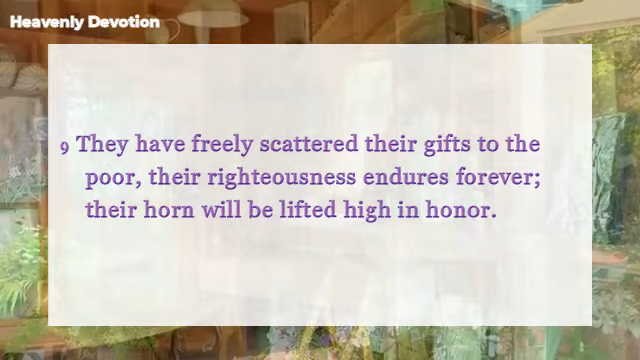 Heavenly Devotion
9 They have freely scattered their gifts to the
poor, their righteousness endures forever;
their horn will be lifted high in honor.